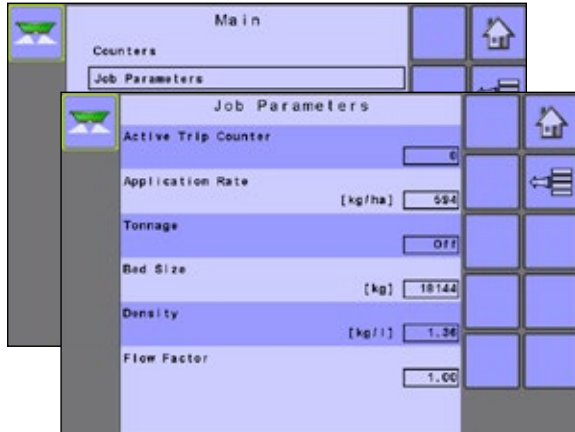 Main
Counters
Job Parameters
Job Parameters
Active Trip Counter
0
Application Rate
[kg/ha] 594
Tonnage
Off
Bed Size
[kg] 18144
Density
[kg/l] 1.36
Flow Factor
1.00